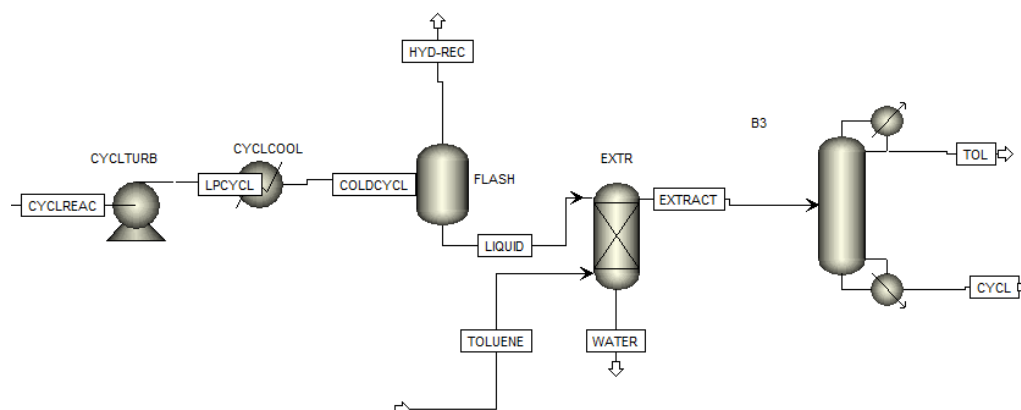 HYD-REC
B3
CYCLTURB
CYCLCOOL
EXTR
TOL
FLASH
CYCLREAC
LPCYCL
COLDCYCL
EXTRACT
LIQUID
CYCL
TOLUENE
WATER